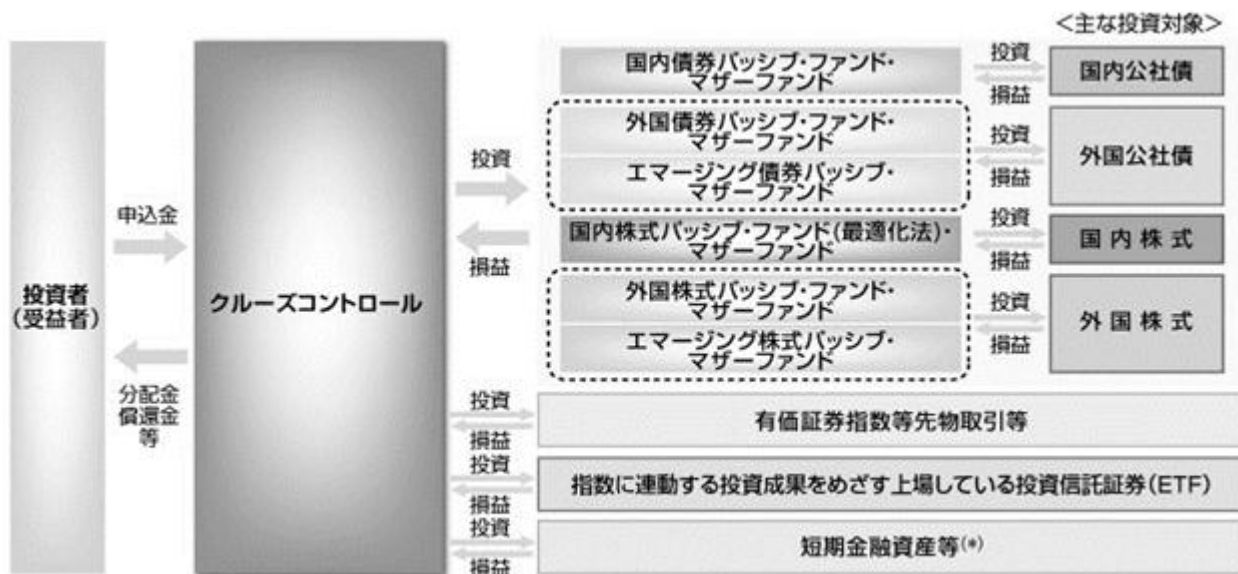 <主な投資対象>
投資者
(受益者)
申込金
分配金
償還金
等
クルーズコントロール
投資
損益
国内債券パッシブ・ファンド・
マザーファンド
投資
損益
国内公社債
外国債券パッシブ・ファンド・
マザーファンド
エマージング債券パッシブ・
マザーファンド
投資
損益
外国公社債
国内株式パッシブ・ファンド(最適化法)・
マザーファンド
投資
損益
国内株式
外国株式パッシブ・ファンド・
マザーファンド
エマージング株式パッシブ・
マザーファンド
投資
損益
外国株式
投資
損益
有価証券指数等先物取引等
投資
損益
指数に連動する投資成果をめざす上場している投資信託証券(ETF)
投資
損益
短期金融資産等(*)